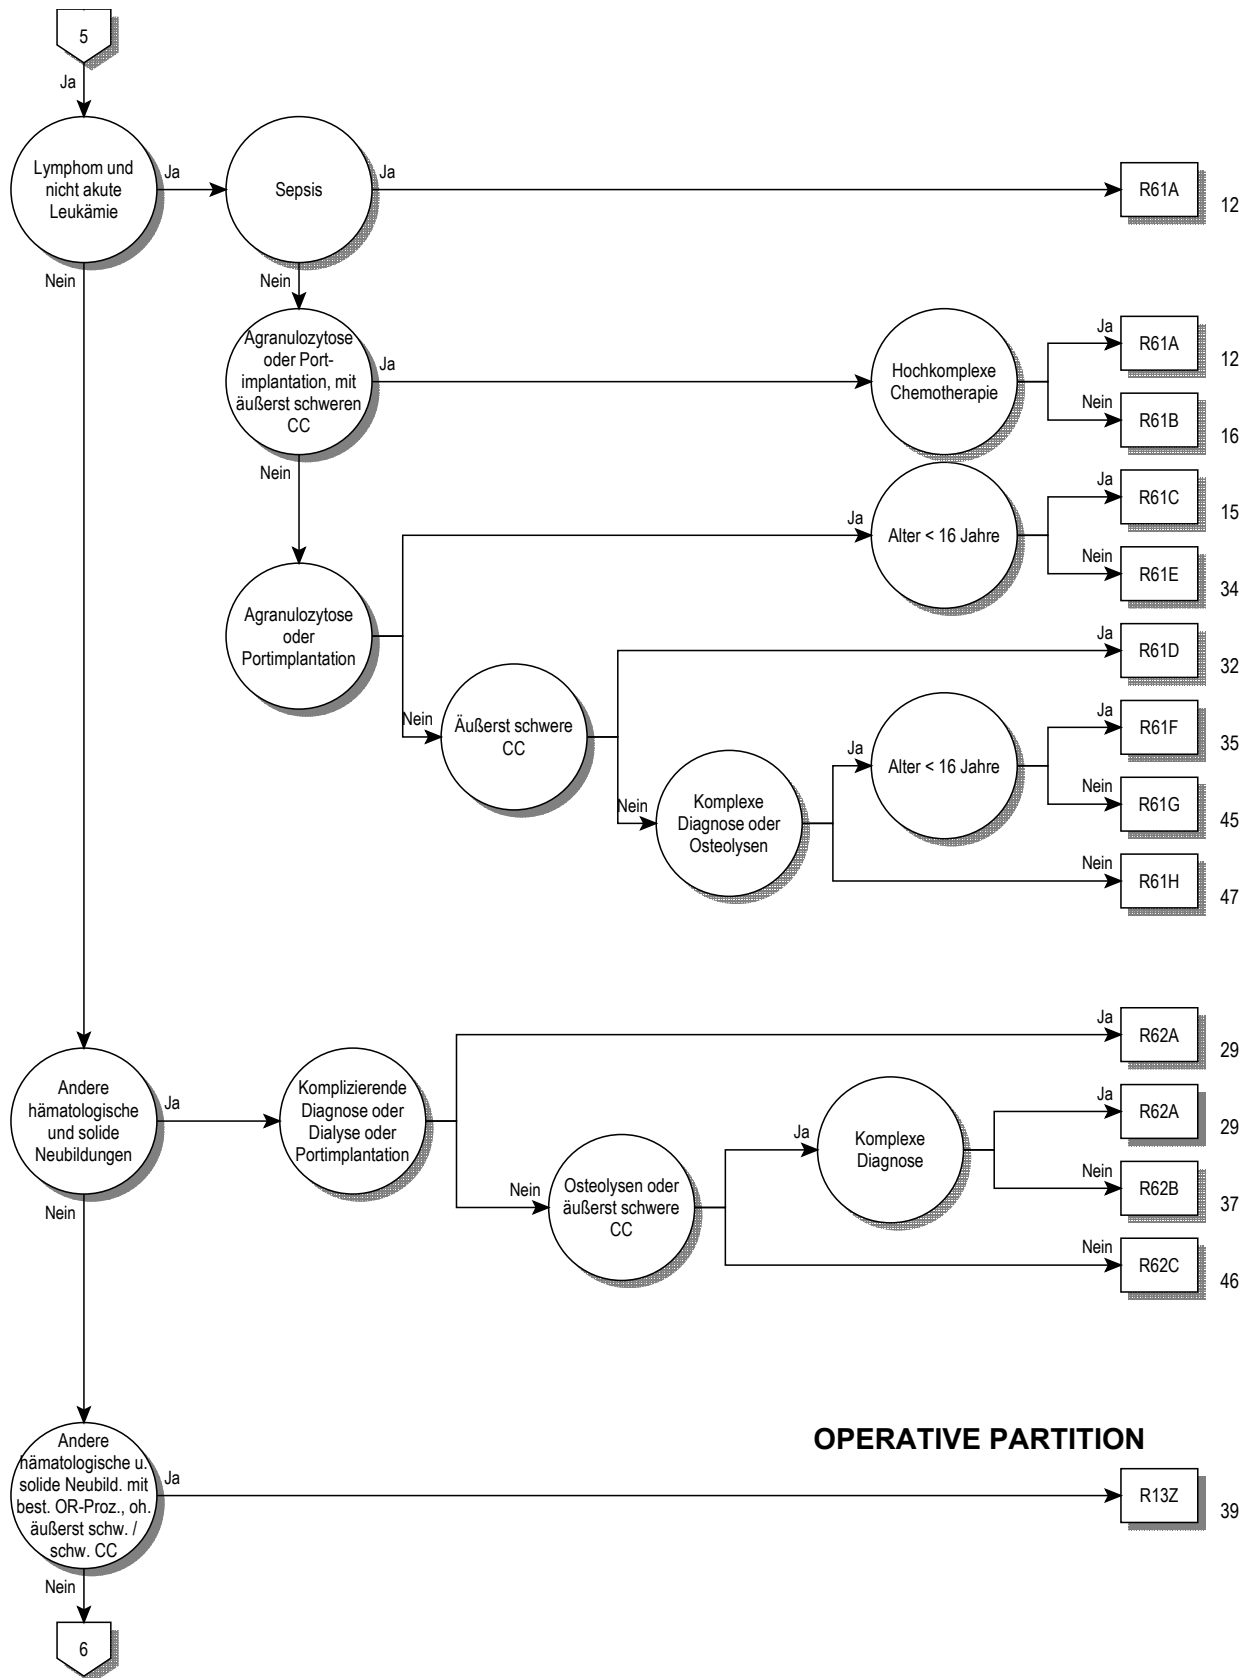 5
Ja
Lymphom und
nicht akute
Leukämie
Ja
Sepsis
Ja
R61A
12
Nein
Nein
Agranulozytose
oder Port-
implantation, mit
äußerst schweren
CC
Ja
Hochkomplexe
Chemotherapie
Ja
R61A
12
Nein
R61B
16
Nein
Agranulozytose
oder
Portimplantation
Ja
Alter < 16 Jahre
Ja
R61C
15
Nein
R61E
34
Nein
Äußerst schwere
CC
Ja
R61D
32
Nein
Komplexe
Diagnose oder
Osteolysen
Ja
Alter < 16 Jahre
Ja
R61F
35
Nein
R61G
45
Nein
R61H
47
Andere
hämatologische
und solide
Neubildungen
Ja
Komplizierende
Diagnose oder
Dialyse oder
Portimplantation
Ja
R62A
29
Nein
Osteolysen oder
äußerst schwere
CC
Ja
Komplexe
Diagnose
Ja
R62A
29
Nein
R62B
37
Nein
R62C
46
Nein
OPERATIVE PARTITION
Andere
hämatologische u.
solide Neubild. mit
best. OR-Proz., oh.
äußerst schw. /
schw. CC
Ja
R13Z
39
Nein
6